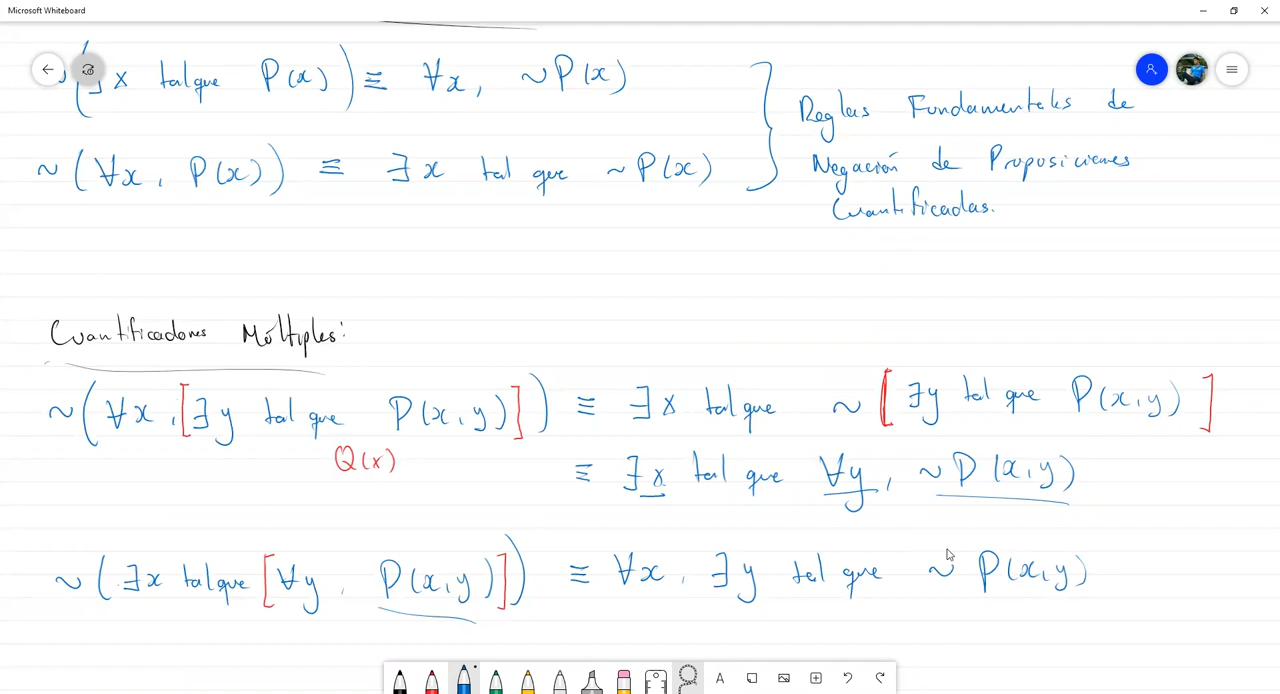 Microsoft Whiteboard
~(∃ x tal que P(x)) ≡ ∀x, ~P(x)
~(∀x, P(x)) ≡ ∃ x tal que ~P(x)
Reglas Fundamentales de
Negación de Proposiciones
Cuantificadas.
Cuantificadores Múltiples:
~(∀x, [∃ y tal que P(x,y)]) ≡ ∃ x tal que ~[∃y tal que P(x,y)]
Q(x)
≡ ∃ x tal que ∀y, ~P(x,y)
~(∃x tal que [∀y, P(x,y)]) ≡ ∀x, ∃ y tal que ~P(x,y)
A